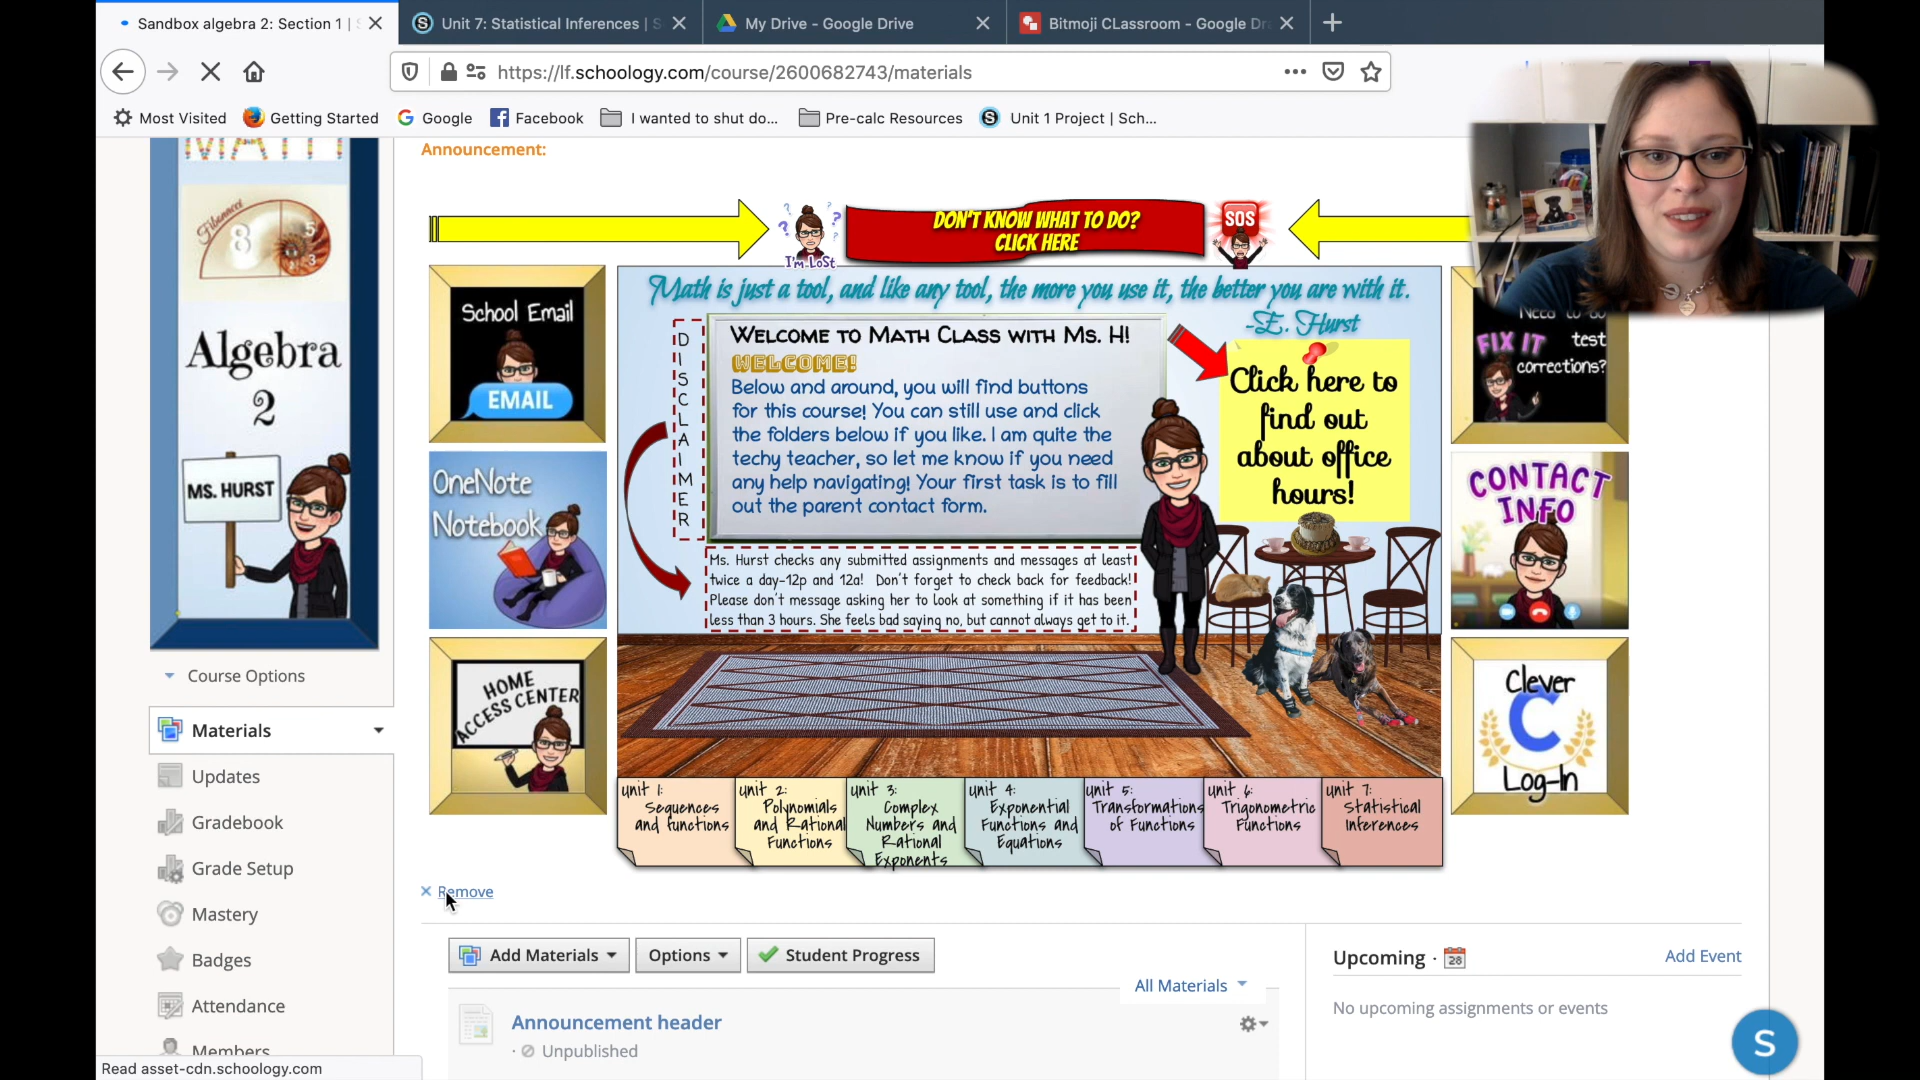 Sandbox algebra 2: Section 1 | S
Unit 7: Statistical Inferences | S
My Drive - Google Drive
Bitmoji CLassroom - Google Dr
https://lf.schoology.com/course/2600682743/materials
Most Visited
Getting Started
Google
Facebook
I wanted to shut do...
Pre-calc Resources
Unit 1 Project | Sch...
MATH
Fibonacci
8
5
3
Algebra
2
MS. HURST
Course Options
Materials
Updates
Gradebook
Grade Setup
Mastery
Badges
Attendance
Members
Read asset-cdn.schoology.com
Announcement:
I'm Lost
DON'T KNOW WHAT TO DO?
CLICK HERE
SOS
School Email
EMAIL
OneNote
Notebook
HOME
ACCESS CENTER
Math is just a tool, and like any tool, the more you use it, the better you are with it.
-E. Hurst
DISCLAIMER
Welcome to Math Class with Ms. H!
WELCOME!
Below and around, you will find buttons
for this course! You can still use and click
the folders below if you like. I am quite the
techy teacher, so let me know if you need
any help navigating! Your first task is to fill
out the parent contact form.
Ms. Hurst checks any submitted assignments and messages at least
twice a day-12p and 12a! Don't forget to check back for feedback!
Please don't message asking her to look at something if it has been
less than 3 hours. She feels bad saying no, but cannot always get to it.
Click here to
find out
about office
hours!
Need to do
FIX IT test
corrections?
CONTACT
INFO
Clever
C
Log-In
Unit 1:
Sequences
and functions
Unit 2:
Polynomials
and Rational
Functions
Unit 3:
Complex
Numbers and
Rational
Exponents
Unit 4:
Exponential
Functions and
Equations
Unit 5:
Transformations
of Functions
Unit 6:
Trigonometric
Functions
Unit 7:
Statistical
Inferences
Remove
Add Materials
Options
Student Progress
All Materials
Announcement header
· Unpublished
Upcoming · 28
Add Event
No upcoming assignments or events
S